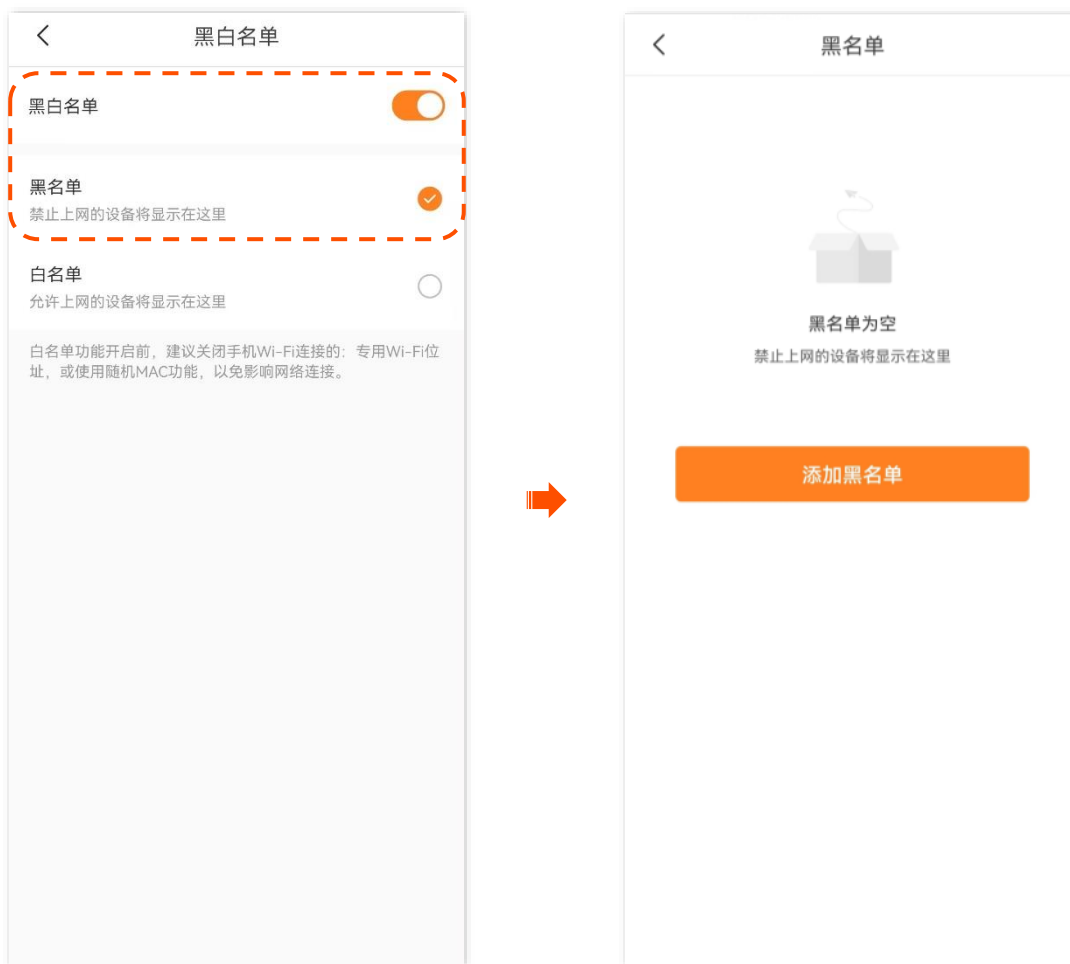 黑白名单
黑白名单
黑名单
禁止上网的设备将显示在这里
白名单
允许上网的设备将显示在这里
白名单功能开启前，建议关闭手机Wi-Fi连接的：专用Wi-Fi位
址，或使用随机MAC功能，以免影响网络连接。
黑名单
黑名单为空
禁止上网的设备将显示在这里
添加黑名单